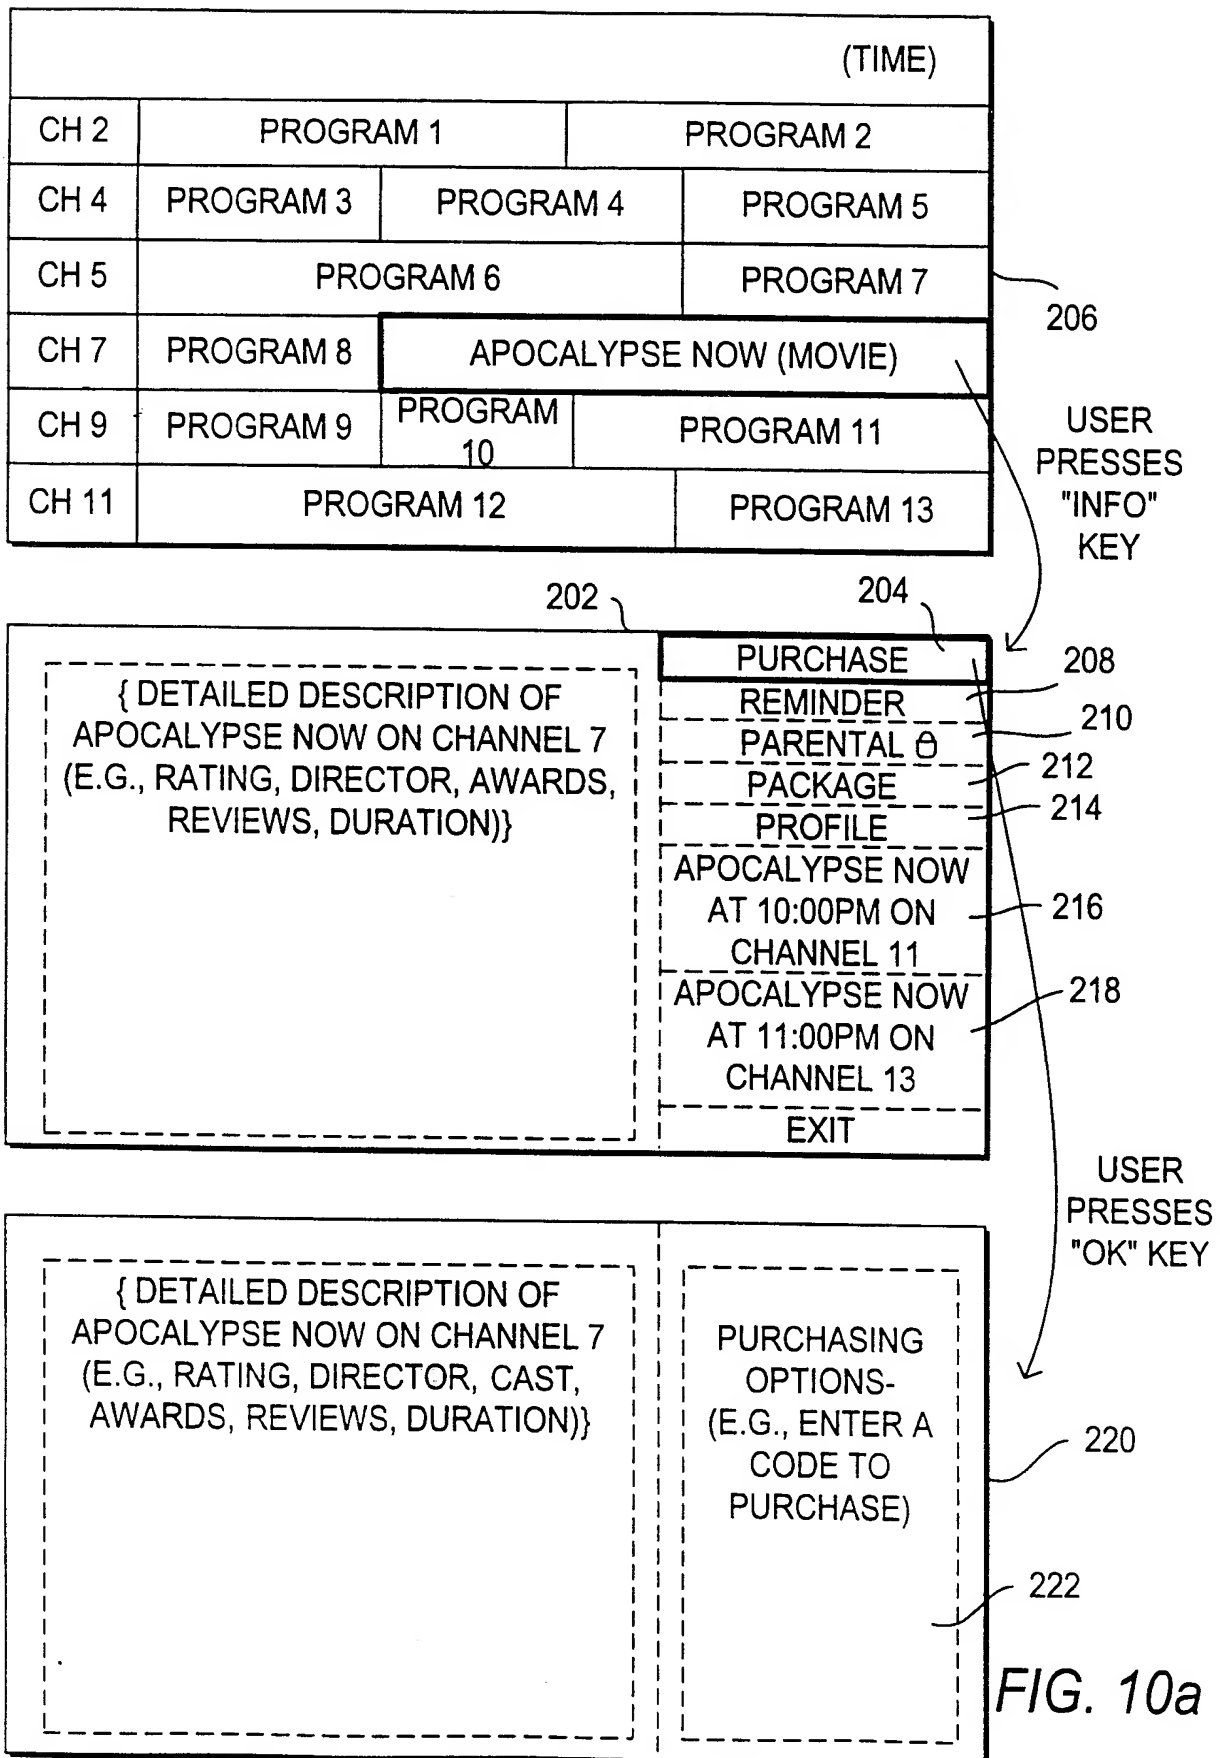 (TIME)
CH 2 PROGRAM 1 PROGRAM 2
CH 4 PROGRAM 3 PROGRAM 4 PROGRAM 5
CH 5 PROGRAM 6 PROGRAM 7
206
CH 7 PROGRAM 8 APOCALYPSE NOW (MOVIE)
CH 9 PROGRAM 9 PROGRAM
10 PROGRAM 11
CH 11 PROGRAM 12 PROGRAM 13
USER
PRESSES
"INFO"
KEY
202
204
{ DETAILED DESCRIPTION OF
APOCALYPSE NOW ON CHANNEL 7
(E.G., RATING, DIRECTOR, AWARDS,
REVIEWS, DURATION)}
PURCHASE
REMINDER
208
PARENTAL
210
PACKAGE
212
PROFILE
214
APOCALYPSE NOW
AT 10:00PM ON
CHANNEL 11
216
APOCALYPSE NOW
AT 11:00PM ON
CHANNEL 13
218
EXIT
USER
PRESSES
"OK" KEY
{ DETAILED DESCRIPTION OF
APOCALYPSE NOW ON CHANNEL 7
(E.G., RATING, DIRECTOR, CAST,
AWARDS, REVIEWS, DURATION)}
PURCHASING
OPTIONS-
(E.G., ENTER A
CODE TO
PURCHASE)
220
222
FIG. 10a